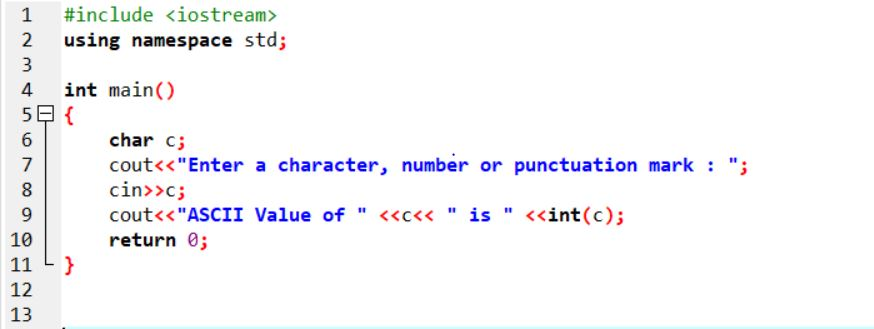 1 #include <iostream>
2 using namespace std;
3
4 int main()
5 {
6 char c;
7 cout<<"Enter a character, number or punctuation mark : ";
8 cin>>c;
9 cout<<"ASCII Value of " <<c<< " is " <<int(c);
10 return 0;
11 }
12
13